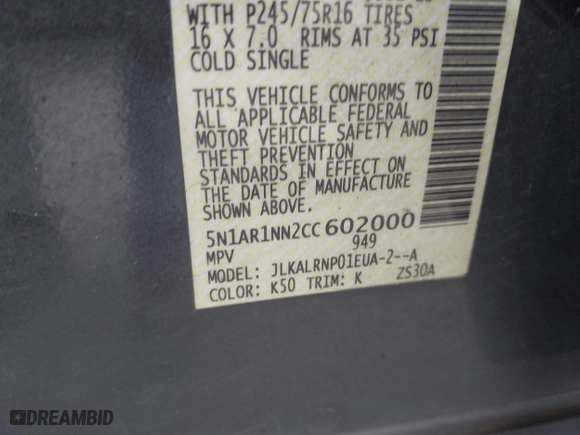 WITH P245/75R16 TIRES
16 X 7.0 RIMS AT 35 PSI
COLD SINGLE
THIS VEHICLE CONFORMS TO
ALL APPLICABLE FEDERAL
MOTOR VEHICLE SAFETY AND
THEFT PREVENTION
STANDARDS IN EFFECT ON
THE DATE OF MANUFACTURE
SHOWN ABOVE.
5N1AR1NN2CC602000
MPV 949
MODEL: JLKALRNP01EUA-2--A
COLOR: K50 TRIM: K ZS30A
DREAMBID